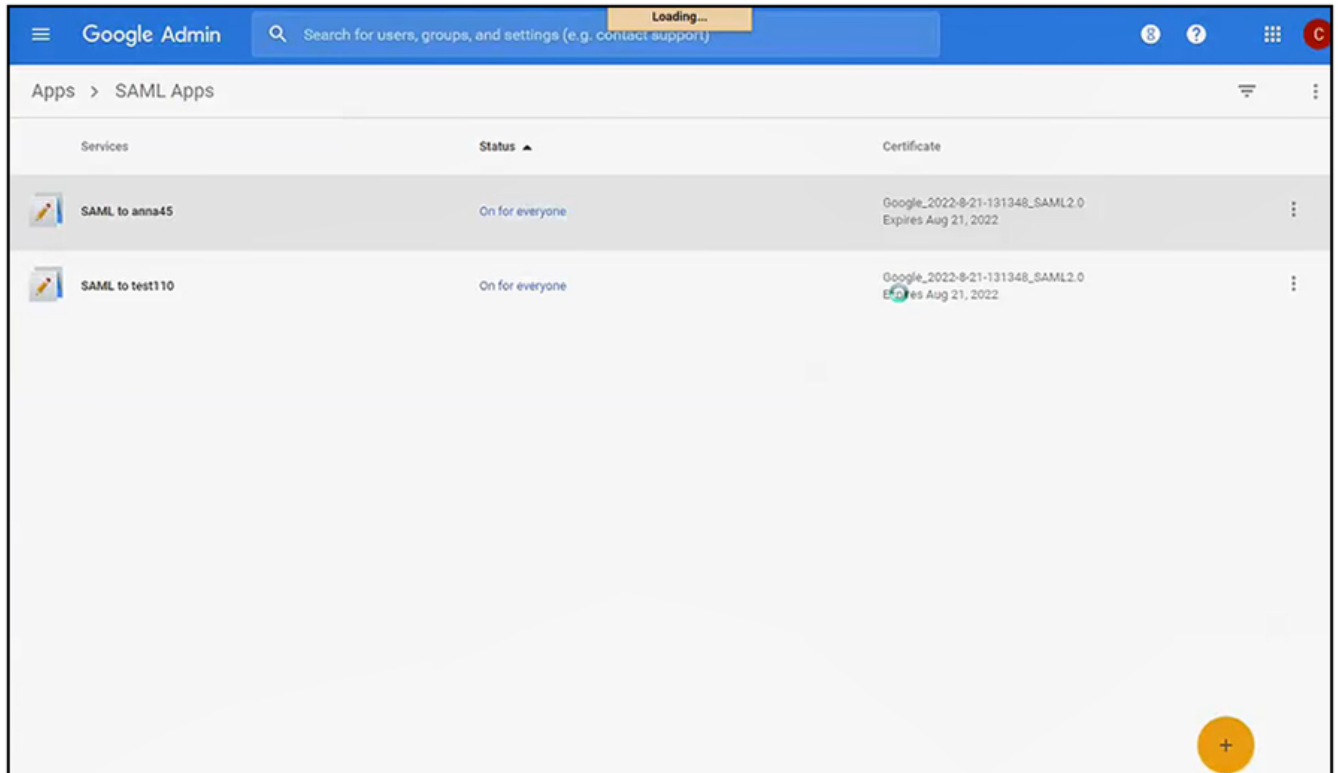 Loading...
Google Admin
Search for users, groups, and settings (e.g. contact support)
8
?
C
Apps > SAML Apps
Services
Status
Certificate
SAML to anna45
On for everyone
Google_2022-8-21-131348_SAML2.0
Expires Aug 21, 2022
SAML to test110
On for everyone
Google_2022-8-21-131348_SAML2.0
Expires Aug 21, 2022
+